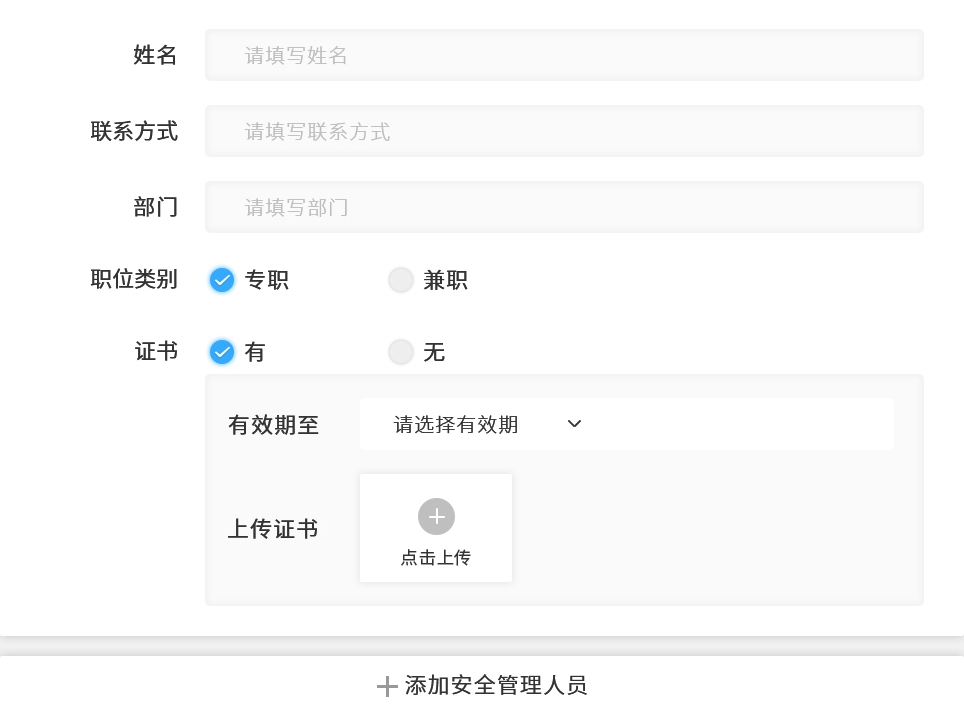 姓名 请填写姓名
联系方式 请填写联系方式
部门 请填写部门
职位类别 专职 兼职
证书 有 无
有效期至 请选择有效期
上传证书 点击上传
添加安全管理人员